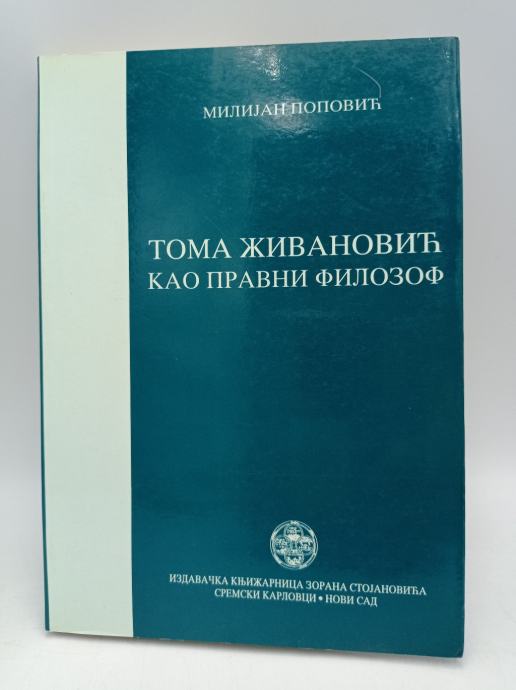 МИЛИЈАН ПОПОВИЋ
ТОМА ЖИВАНОВИЋ
КАО ПРАВНИ ФИЛОЗОФ
ИЗДАВАЧКА КЊИЖАРНИЦА ЗОРАНА СТОЈАНОВИЋА
СРЕМСКИ КАРЛОВЦИ • НОВИ САД